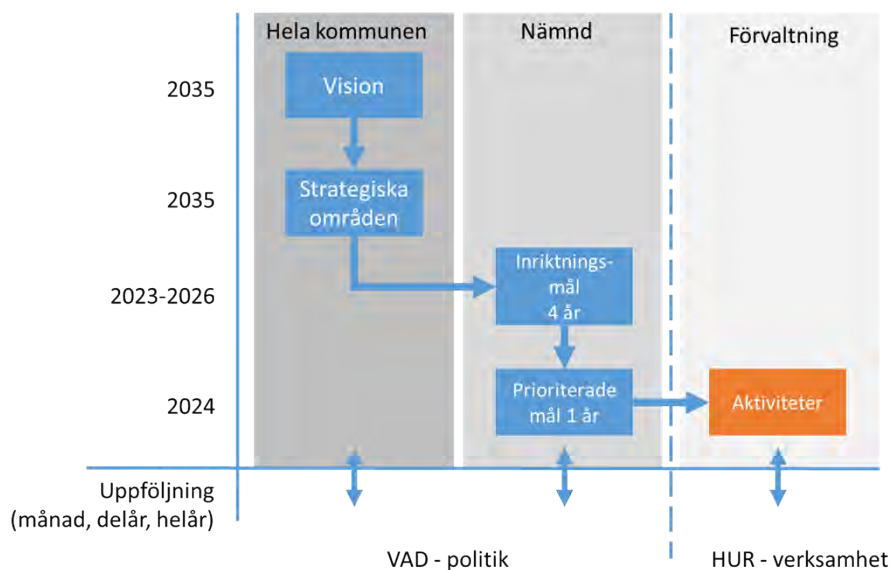 Hela kommunen
Nämnd
Förvaltning
2035
Vision
2035
Strategiska
områden
2023-2026
Inriktnings-
mål
4 år
2024
Prioriterade
mål 1 år
Aktiviteter
Uppföljning
(månad, delår, helår)
VAD - politik
HUR - verksamhet